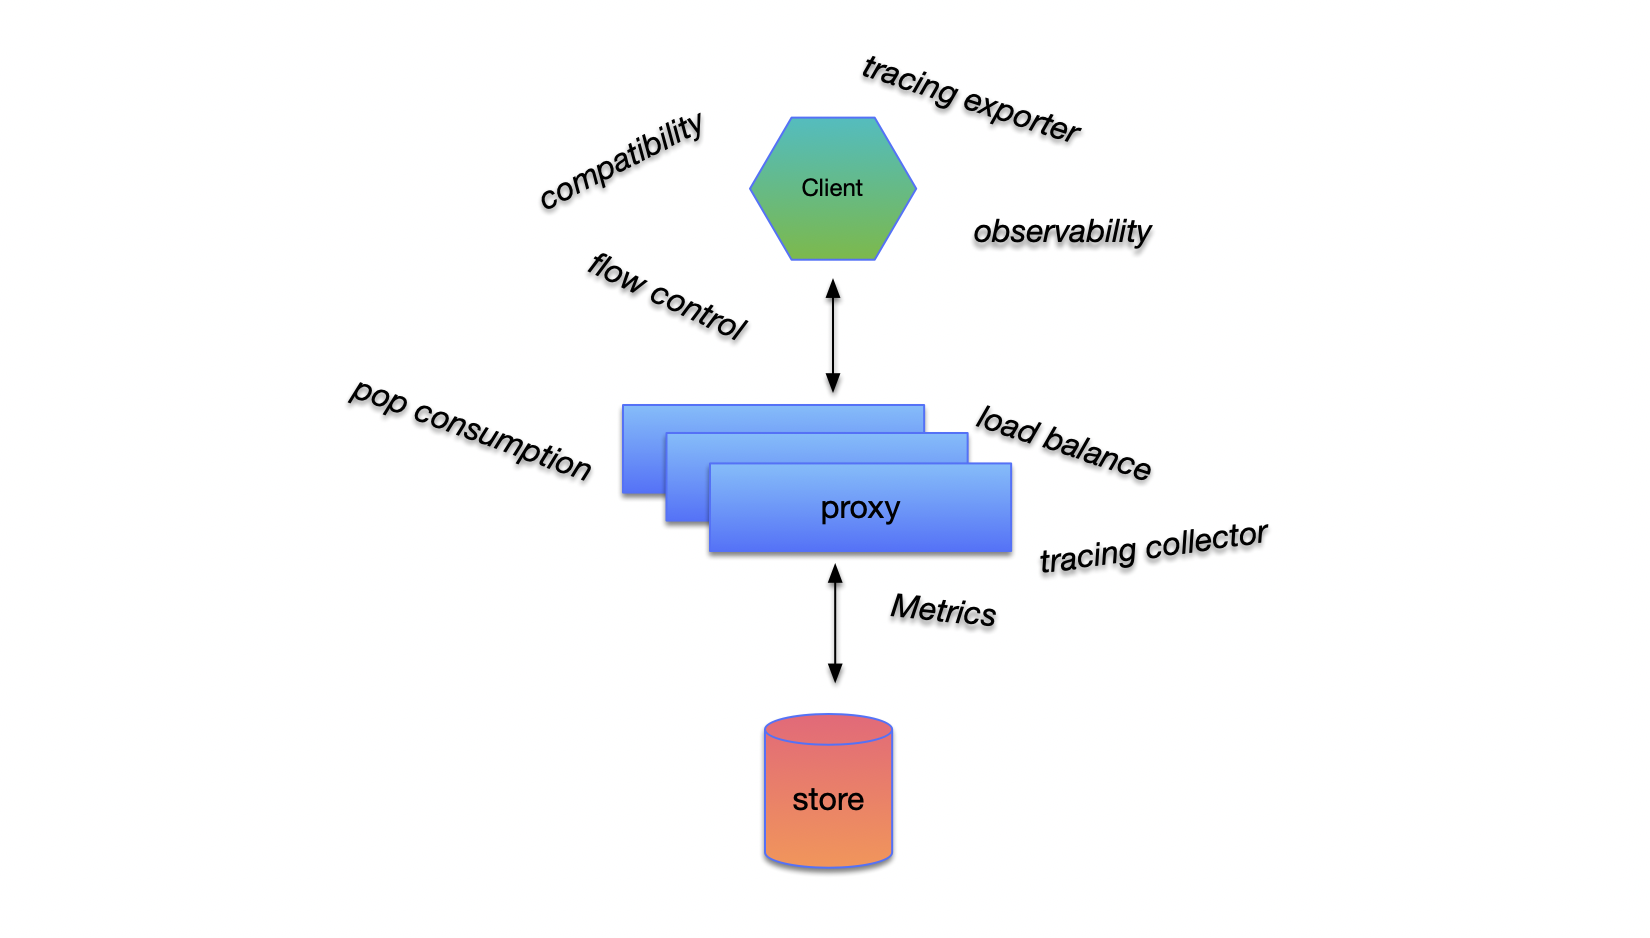 tracing exporter
compatibility
Client
observability
flow control
pop consumption
load balance
proxy
tracing collector
Metrics
store